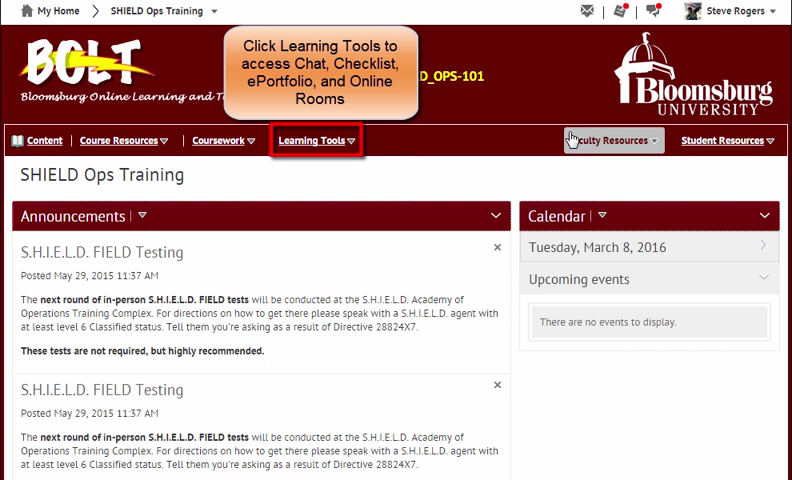 My Home
SHIELD Ops Training
Steve Rogers
BOLT
Bloomsburg Online Learning and
Click Learning Tools to
access Chat, Checklist,
ePortfolio, and Online
Rooms
D_OPS-101
Bloomsburg
UNIVERSITY
Content
Course Resources
Coursework
Learning Tools
Faculty Resources
Student Resources
SHIELD Ops Training
Announcements
S.H.I.E.L.D. FIELD Testing
Posted May 29, 2015 11:37 AM
The next round of in-person S.H.I.E.L.D. FIELD tests will be conducted at the S.H.I.E.L.D. Academy of
Operations Training Complex. For directions on how to get there please speak with a S.H.I.E.L.D. agent with
at least level 6 Classified status. Tell them you're asking as a result of Directive 28824X7.
These tests are not required, but highly recommended.
S.H.I.E.L.D. FIELD Testing
Posted May 29, 2015 11:37 AM
The next round of in-person S.H.I.E.L.D. FIELD tests will be conducted at the S.H.I.E.L.D. Academy of
Operations Training Complex. For directions on how to get there please speak with a S.H.I.E.L.D. agent with
at least level 6 Classified status. Tell them you're asking as a result of Directive 28824X7.
Calendar
Tuesday, March 8, 2016
Upcoming events
There are no events to display.